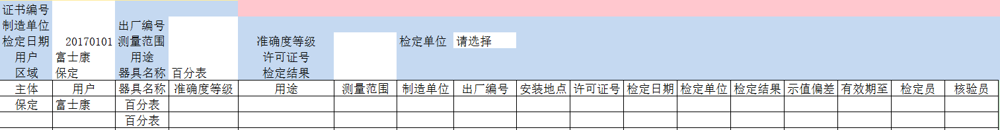 证书编号
制造单位 出厂编号
检定日期 20170101 测量范围 准确度等级 检定单位 请选择
用户 富士康 用途 许可证号
区域 保定 器具名称 百分表 检定结果
主体 用户 器具名称 准确度等级 用途 测量范围 制造单位 出厂编号 安装地点 许可证号 检定日期 检定单位 检定结果 示值偏差 有效期至 检定员 核验员
保定 富士康 百分表
百分表